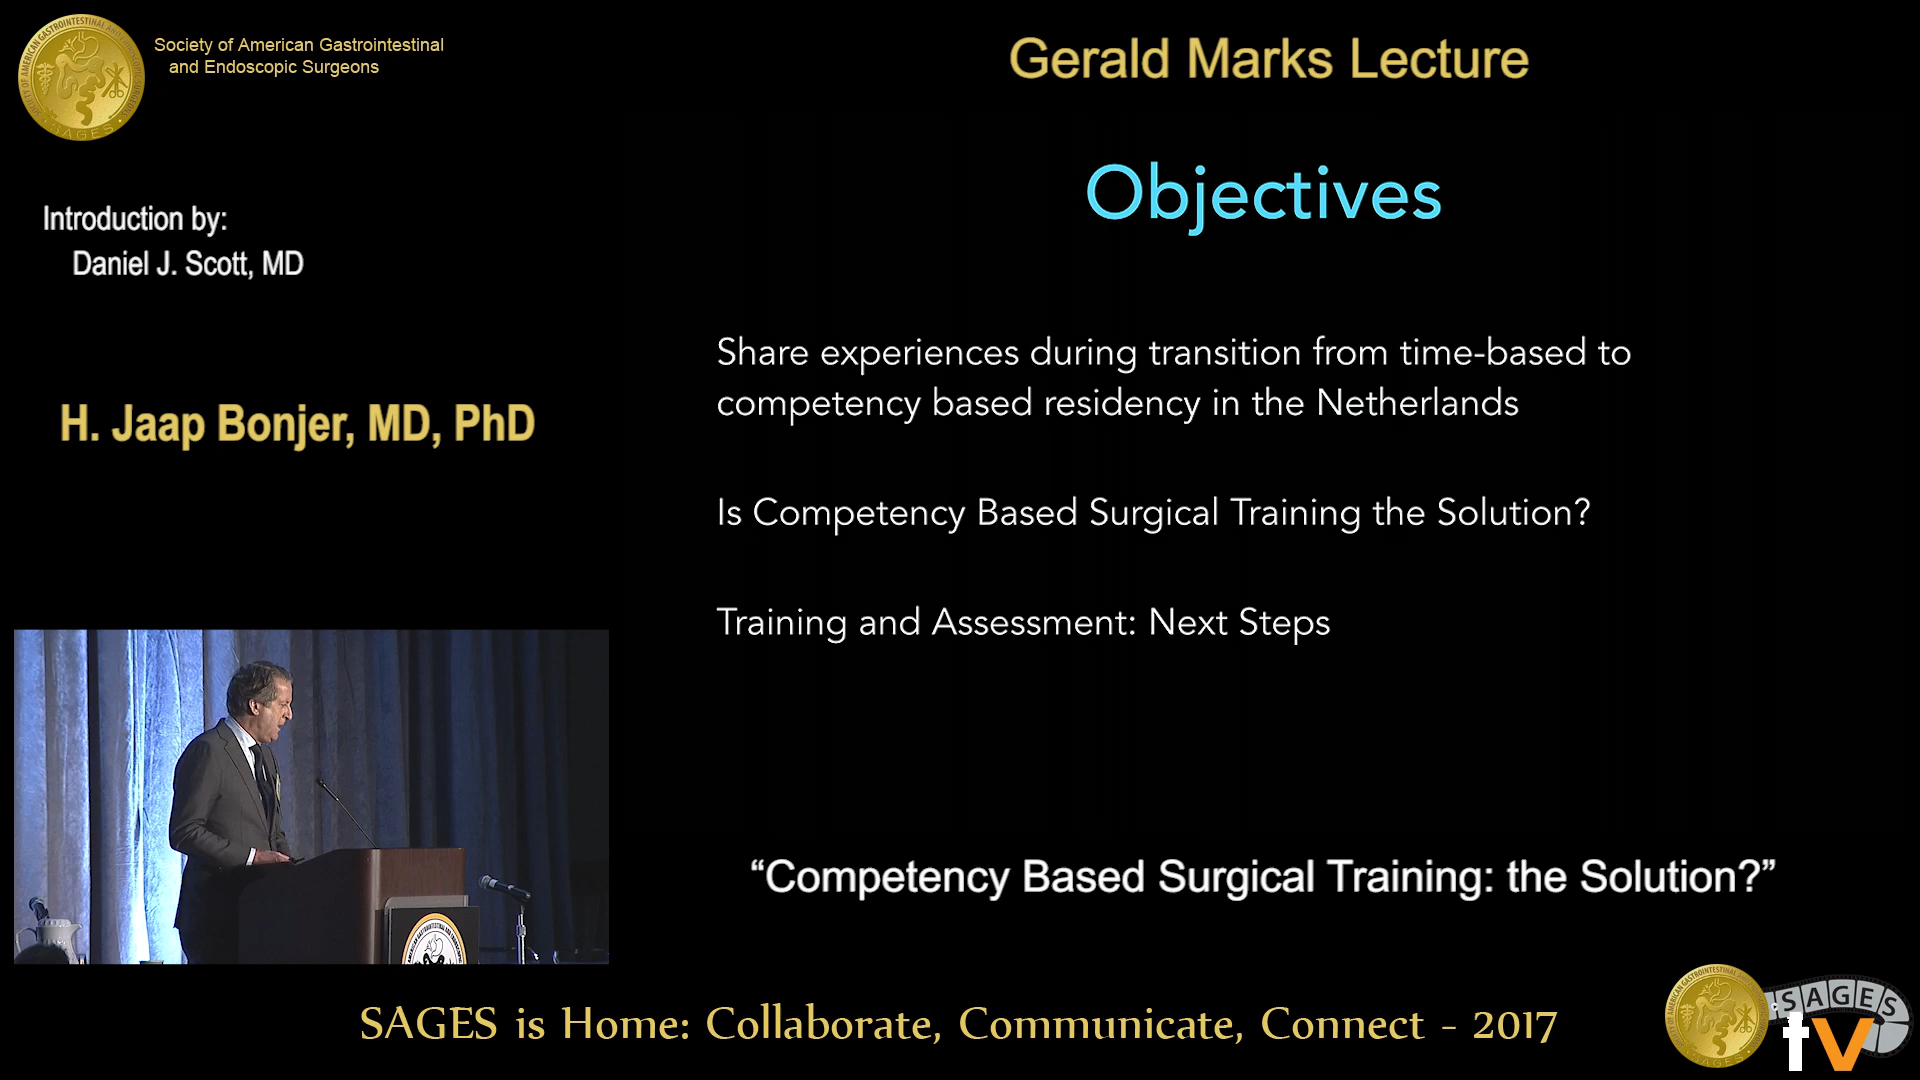 Society of American Gastrointestinal
and Endoscopic Surgeons
SAGES
Gerald Marks Lecture
Introduction by:
Daniel J. Scott, MD
H. Jaap Bonjer, MD, PhD
Objectives
Share experiences during transition from time-based to
competency based residency in the Netherlands
Is Competency Based Surgical Training the Solution?
Training and Assessment: Next Steps
“Competency Based Surgical Training: the Solution?”
SAGES is Home: Collaborate, Communicate, Connect - 2017
SAGES
tv